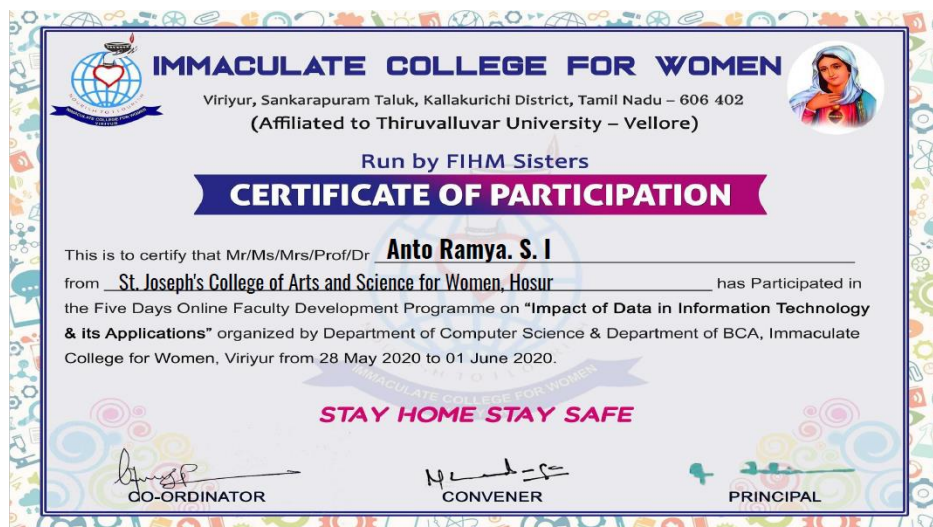 IMMACULATE COLLEGE FOR WOMEN
Viriyur, Sankarapuram Taluk, Kallakurichi District, Tamil Nadu – 606 402
(Affiliated to Thiruvalluvar University – Vellore)
Run by FIHM Sisters
CERTIFICATE OF PARTICIPATION
This is to certify that Mr/Ms/Mrs/Prof/Dr Anto Ramya. S. I
from St. Joseph's College of Arts and Science for Women, Hosur has Participated in
the Five Days Online Faculty Development Programme on "Impact of Data in Information Technology
& its Applications" organized by Department of Computer Science & Department of BCA, Immaculate
College for Women, Viriyur from 28 May 2020 to 01 June 2020.
STAY HOME STAY SAFE
CO-ORDINATOR CONVENER PRINCIPAL